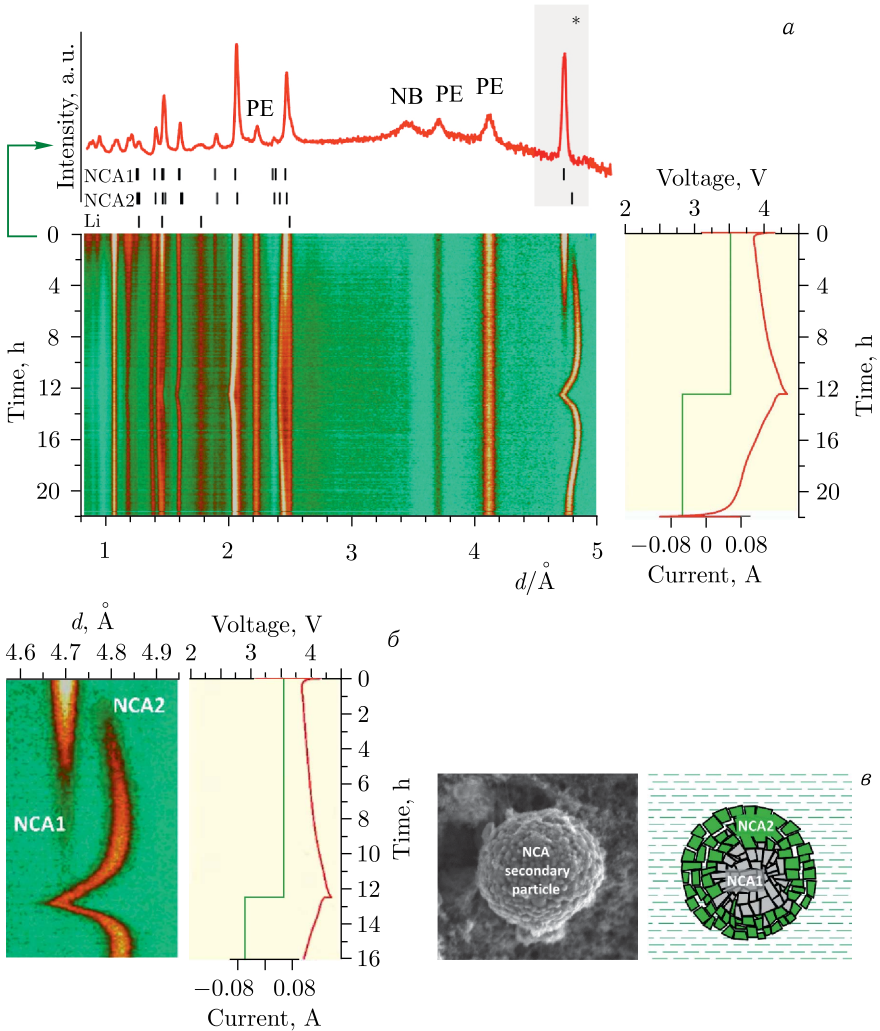 *
а
Intensity, a. u.
PE
NB
PE
PE
NCA1
NCA2
Li
Voltage, V
2 3 4
0
4
8
12
16
20
Time, h
0
4
8
12
16
20
Time, h
1 2 3 4 5
d/Å
−0.08 0 0.08
Current, A
d, Å
4.6 4.7 4.8 4.9
Voltage, V
2 3 4
б
NCA2
NCA1
0
2
4
6
8
10
12
14
16
Time, h
−0.08 0.08
Current, A
NCA
secondary
particle
NCA2
NCA1
в